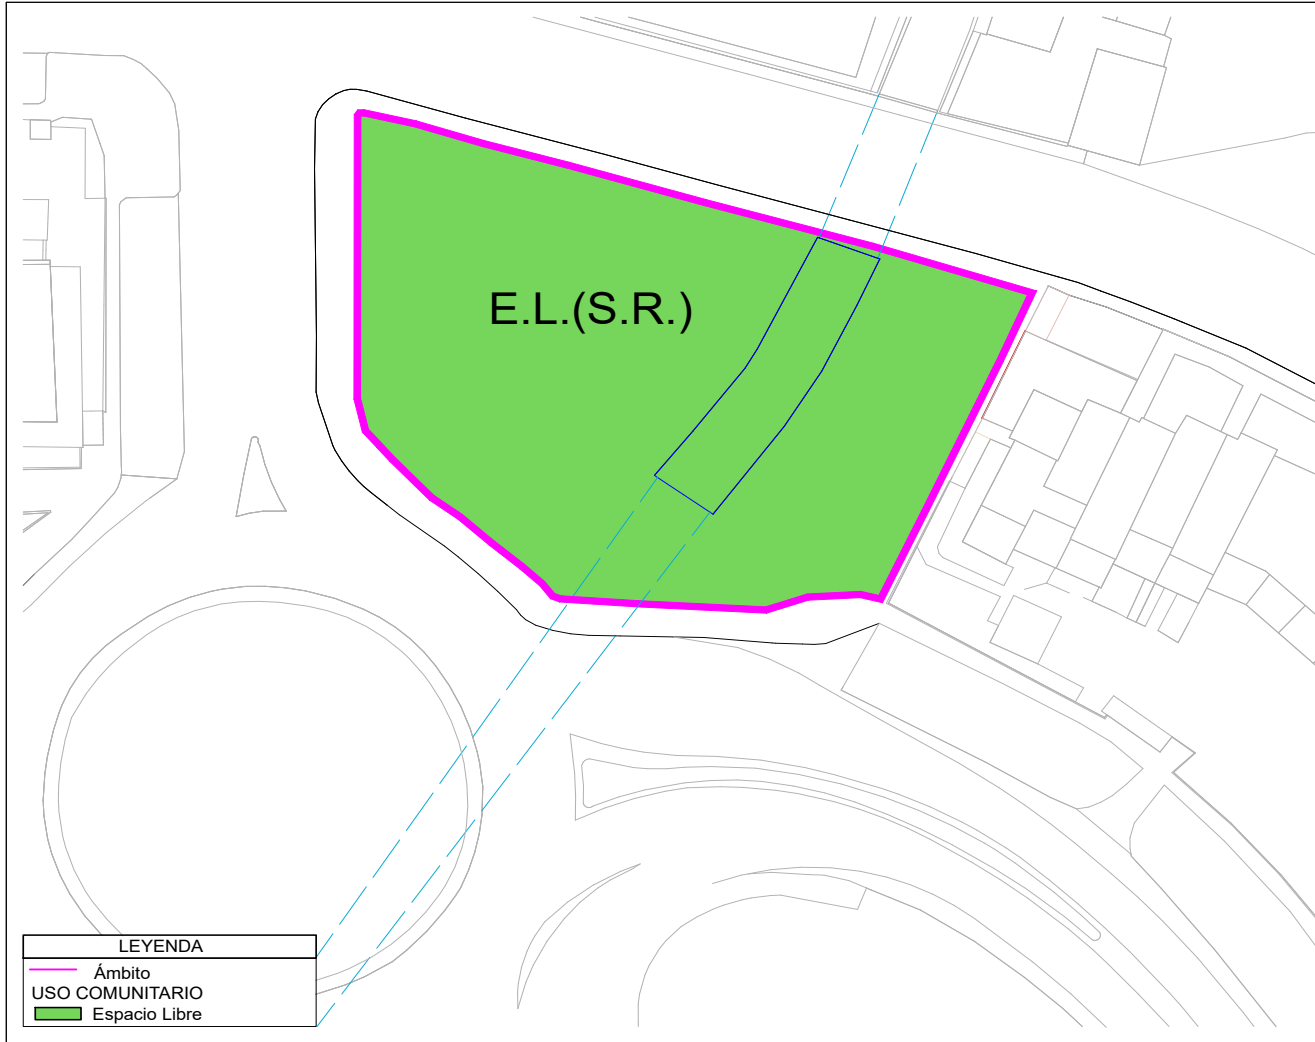 E.L.(S.R.)
LEYENDA
Ámbito
USO COMUNITARIO
Espacio Libre